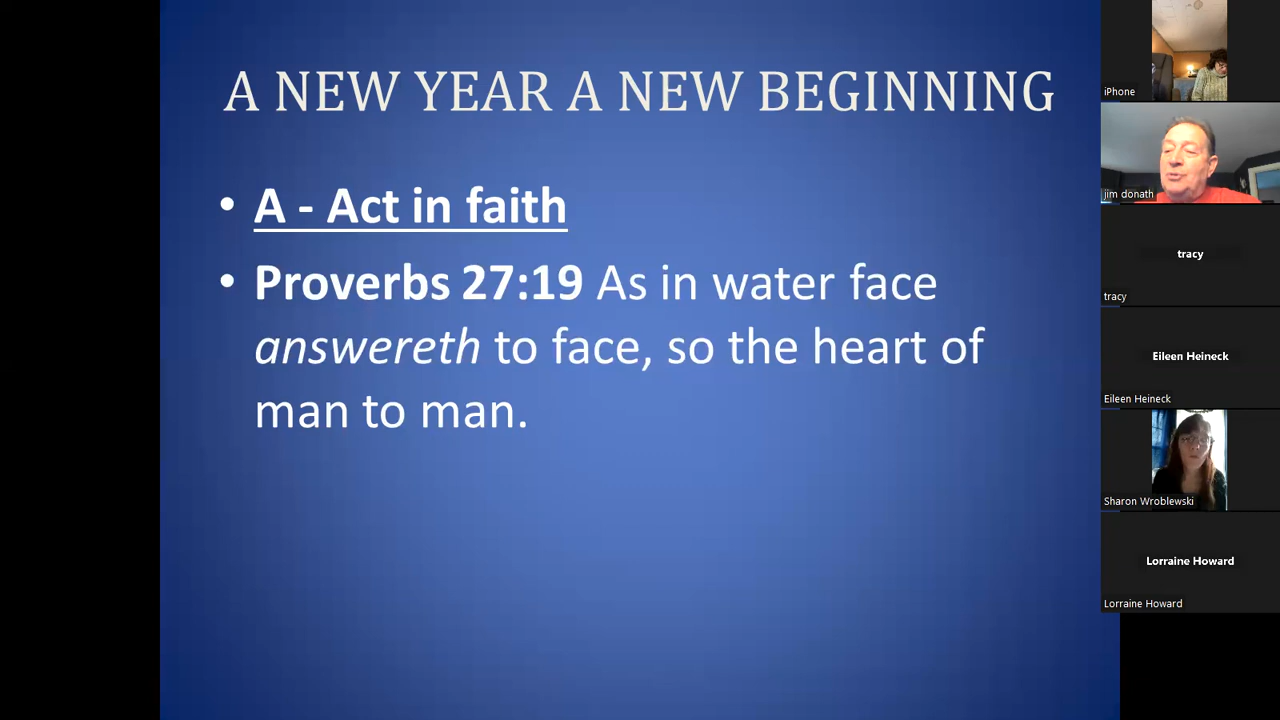 A NEW YEAR A NEW BEGINNING
• A - Act in faith
• Proverbs 27:19 As in water face
answereth to face, so the heart of
man to man.
iPhone
jim donath
tracy
tracy
Eileen Heineck
Eileen Heineck
Sharon Wroblewski
Lorraine Howard
Lorraine Howard